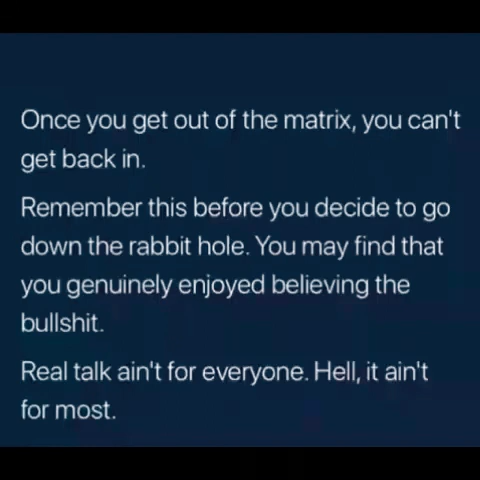 Once you get out of the matrix, you can't
get back in.
Remember this before you decide to go
down the rabbit hole. You may find that
you genuinely enjoyed believing the
bullshit.
Real talk ain't for everyone. Hell, it ain't
for most.